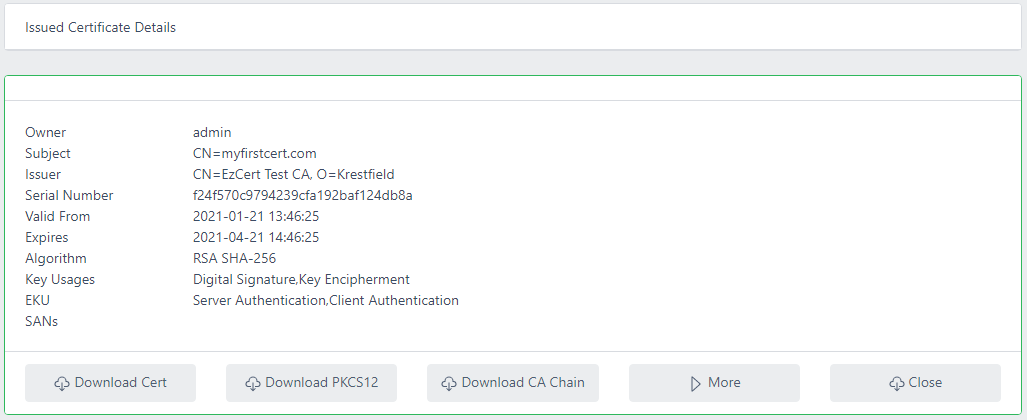 Issued Certificate Details
Owner admin
Subject CN=myfirstcert.com
Issuer CN=EzCert Test CA, O=Krestfield
Serial Number f24f570c9794239cfa192baf124db8a
Valid From 2021-01-21 13:46:25
Expires 2021-04-21 14:46:25
Algorithm RSA SHA-256
Key Usages Digital Signature,Key Encipherment
EKU Server Authentication,Client Authentication
SANs
Download Cert Download PKCS12 Download CA Chain More Close